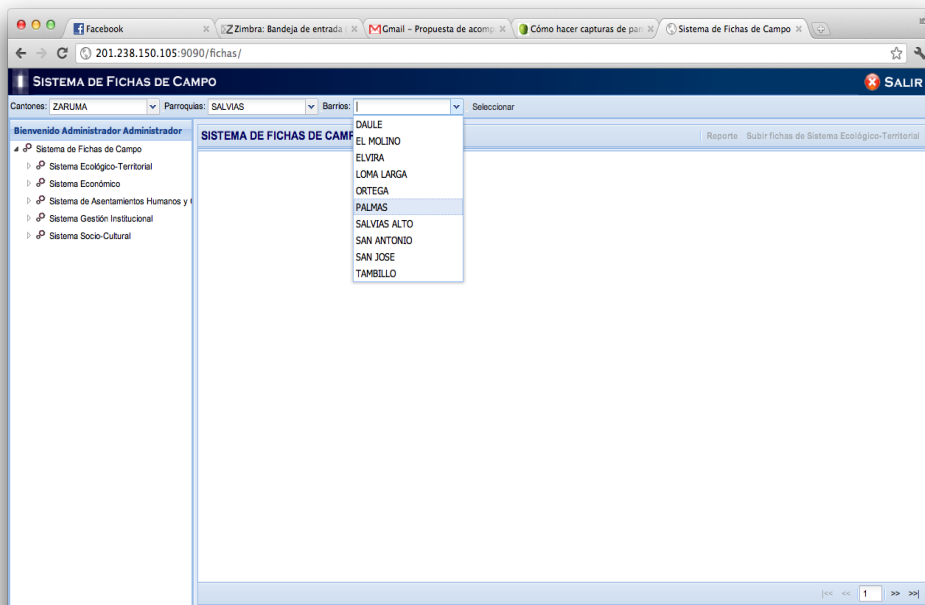 Facebook
Zimbra: Bandeja de entrada
Gmail - Propuesta de acomp
Cómo hacer capturas de pan
Sistema de Fichas de Campo
201.238.150.105:9090/fichas/
SISTEMA DE FICHAS DE CAMPO
SALIR
Cantones: ZARUMA Parroquias: SALVIAS Barrios: Seleccionar
Bienvenido Administrador Administrador
Sistema de Fichas de Campo
Sistema Ecológico-Territorial
Sistema Económico
Sistema de Asentamientos Humanos y
Sistema Gestión Institucional
Sistema Socio-Cultural
SISTEMA DE FICHAS DE CAMP
Reporte Subir fichas de Sistema Ecológico-Territorial
DAULE
EL MOLINO
ELVIRA
LOMA LARGA
ORTEGA
PALMAS
SALVIAS ALTO
SAN ANTONIO
SAN JOSE
TAMBILLO
|<< << 1 >> >>|